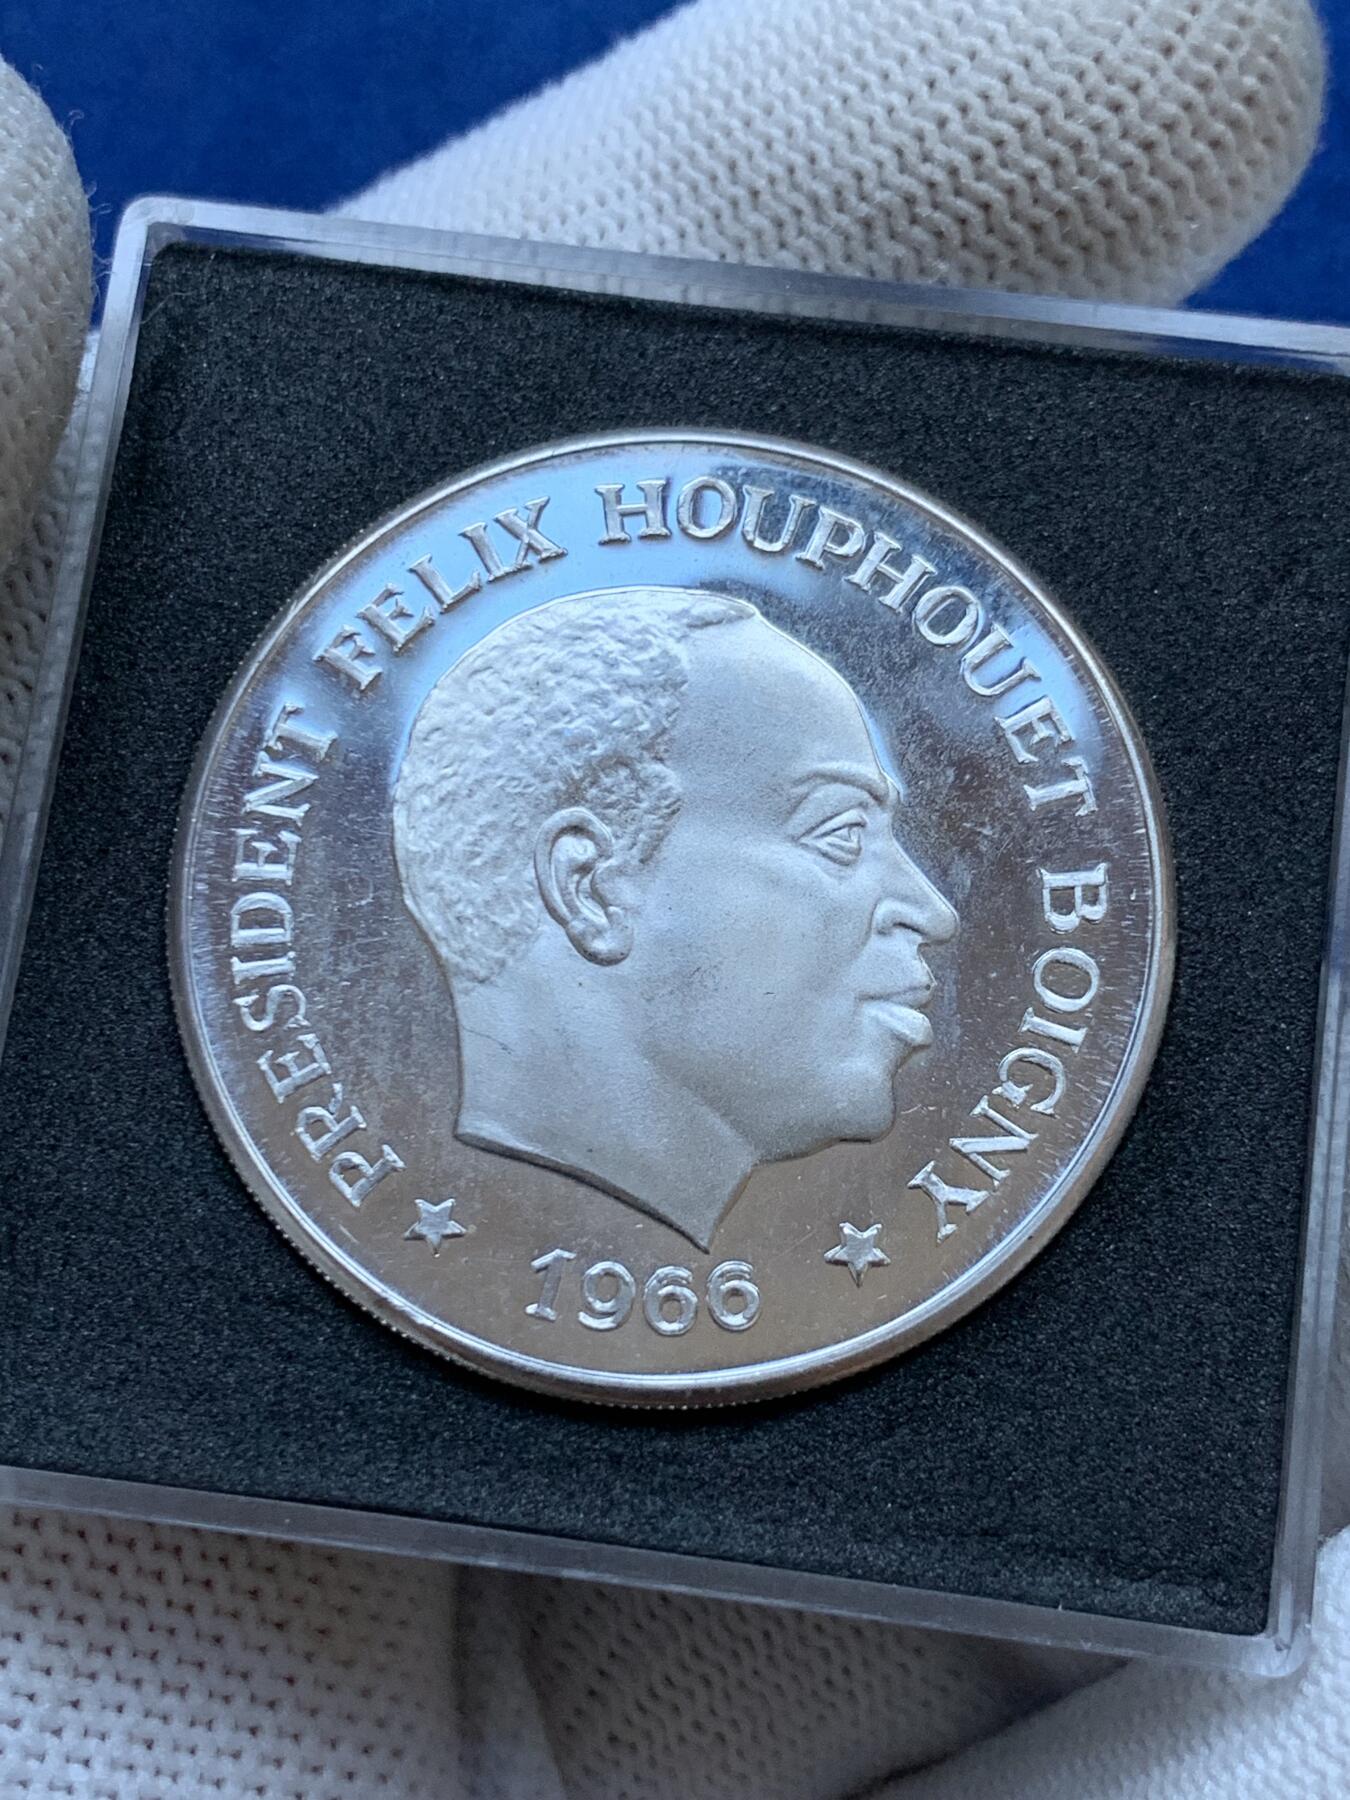 PRESIDENT FELIX HOUPHOUET BOIGNY
1966